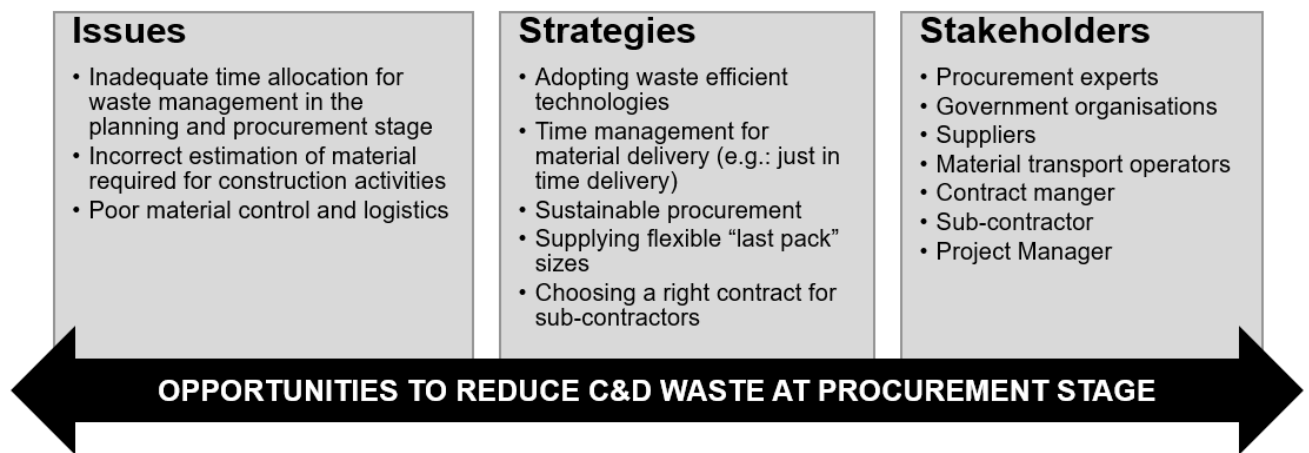 Issues
• Inadequate time allocation for
waste management in the
planning and procurement stage
• Incorrect estimation of material
required for construction activities
• Poor material control and logistics
Strategies
• Adopting waste efficient
technologies
• Time management for
material delivery (e.g.: just in
time delivery)
• Sustainable procurement
• Supplying flexible “last pack”
sizes
• Choosing a right contract for
sub-contractors
Stakeholders
• Procurement experts
• Government organisations
• Suppliers
• Material transport operators
• Contract manger
• Sub-contractor
• Project Manager
OPPORTUNITIES TO REDUCE C&D WASTE AT PROCUREMENT STAGE